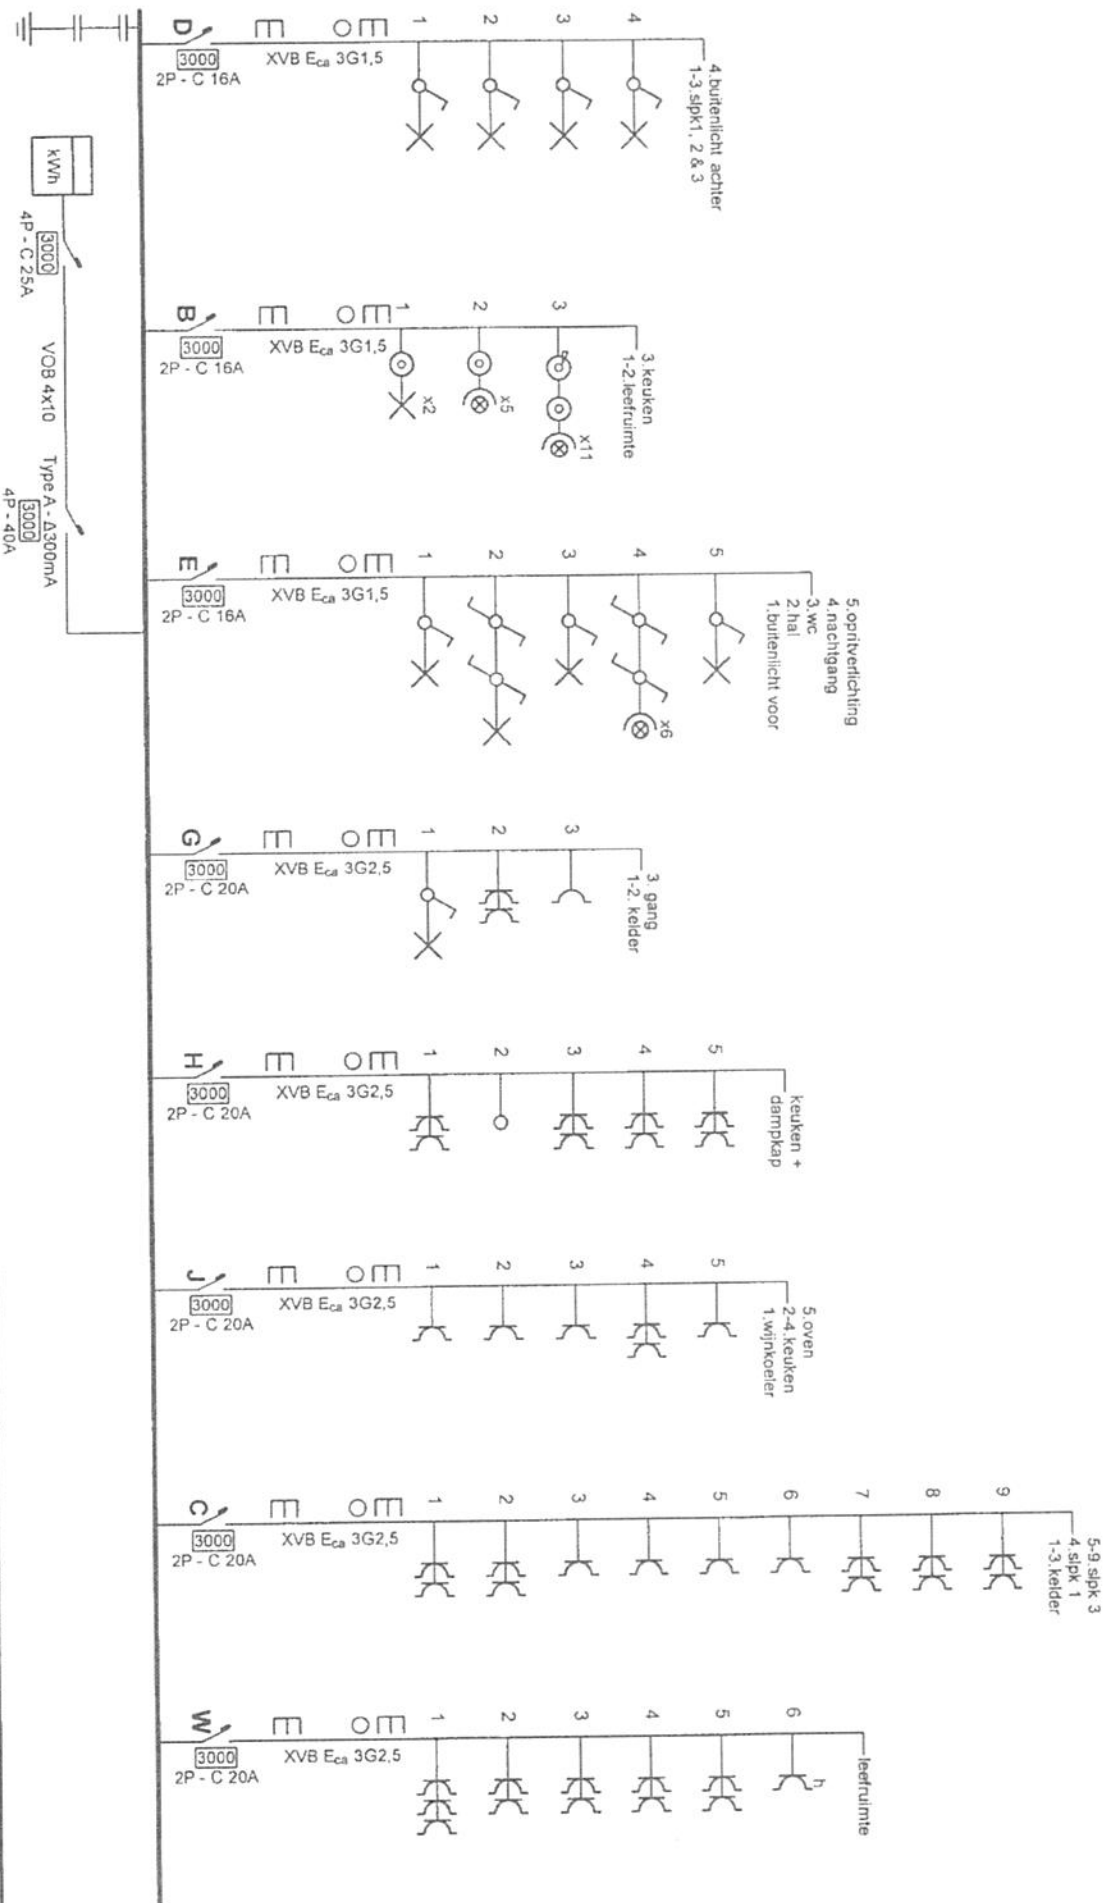 D
3000
2P - C 16A
XVB Eca 3G1,5
1
2
3
4
4.buitenlicht achter
1-3.slpk1, 2 & 3
kWh
3000
4P - C 25A
VOB 4x10
Type A - Δ300mA
3000
4P - 40A
B
3000
2P - C 16A
XVB Eca 3G1,5
1
2
3
x2
x5
x11
3.keuken
1-2.leefruimte
E
3000
2P - C 16A
XVB Eca 3G1,5
1
2
3
4
5
x6
5.opritverlichting
4.nachtgang
3.wc
2.hal
1.buitenlicht voor
G
3000
2P - C 20A
XVB Eca 3G2,5
1
2
3
3. gang
1-2. kelder
H
3000
2P - C 20A
XVB Eca 3G2,5
1
2
3
4
5
keuken +
dampkap
J
3000
2P - C 20A
XVB Eca 3G2,5
1
2
3
4
5
5.oven
2-4.keuken
1.wijnkoeler
C
3000
2P - C 20A
XVB Eca 3G2,5
1
2
3
4
5
6
7
8
9
5-9.slpk 3
4.slpk 1
1-3.kelder
W
3000
2P - C 20A
XVB Eca 3G2,5
1
2
3
4
5
6
h
leefruimte